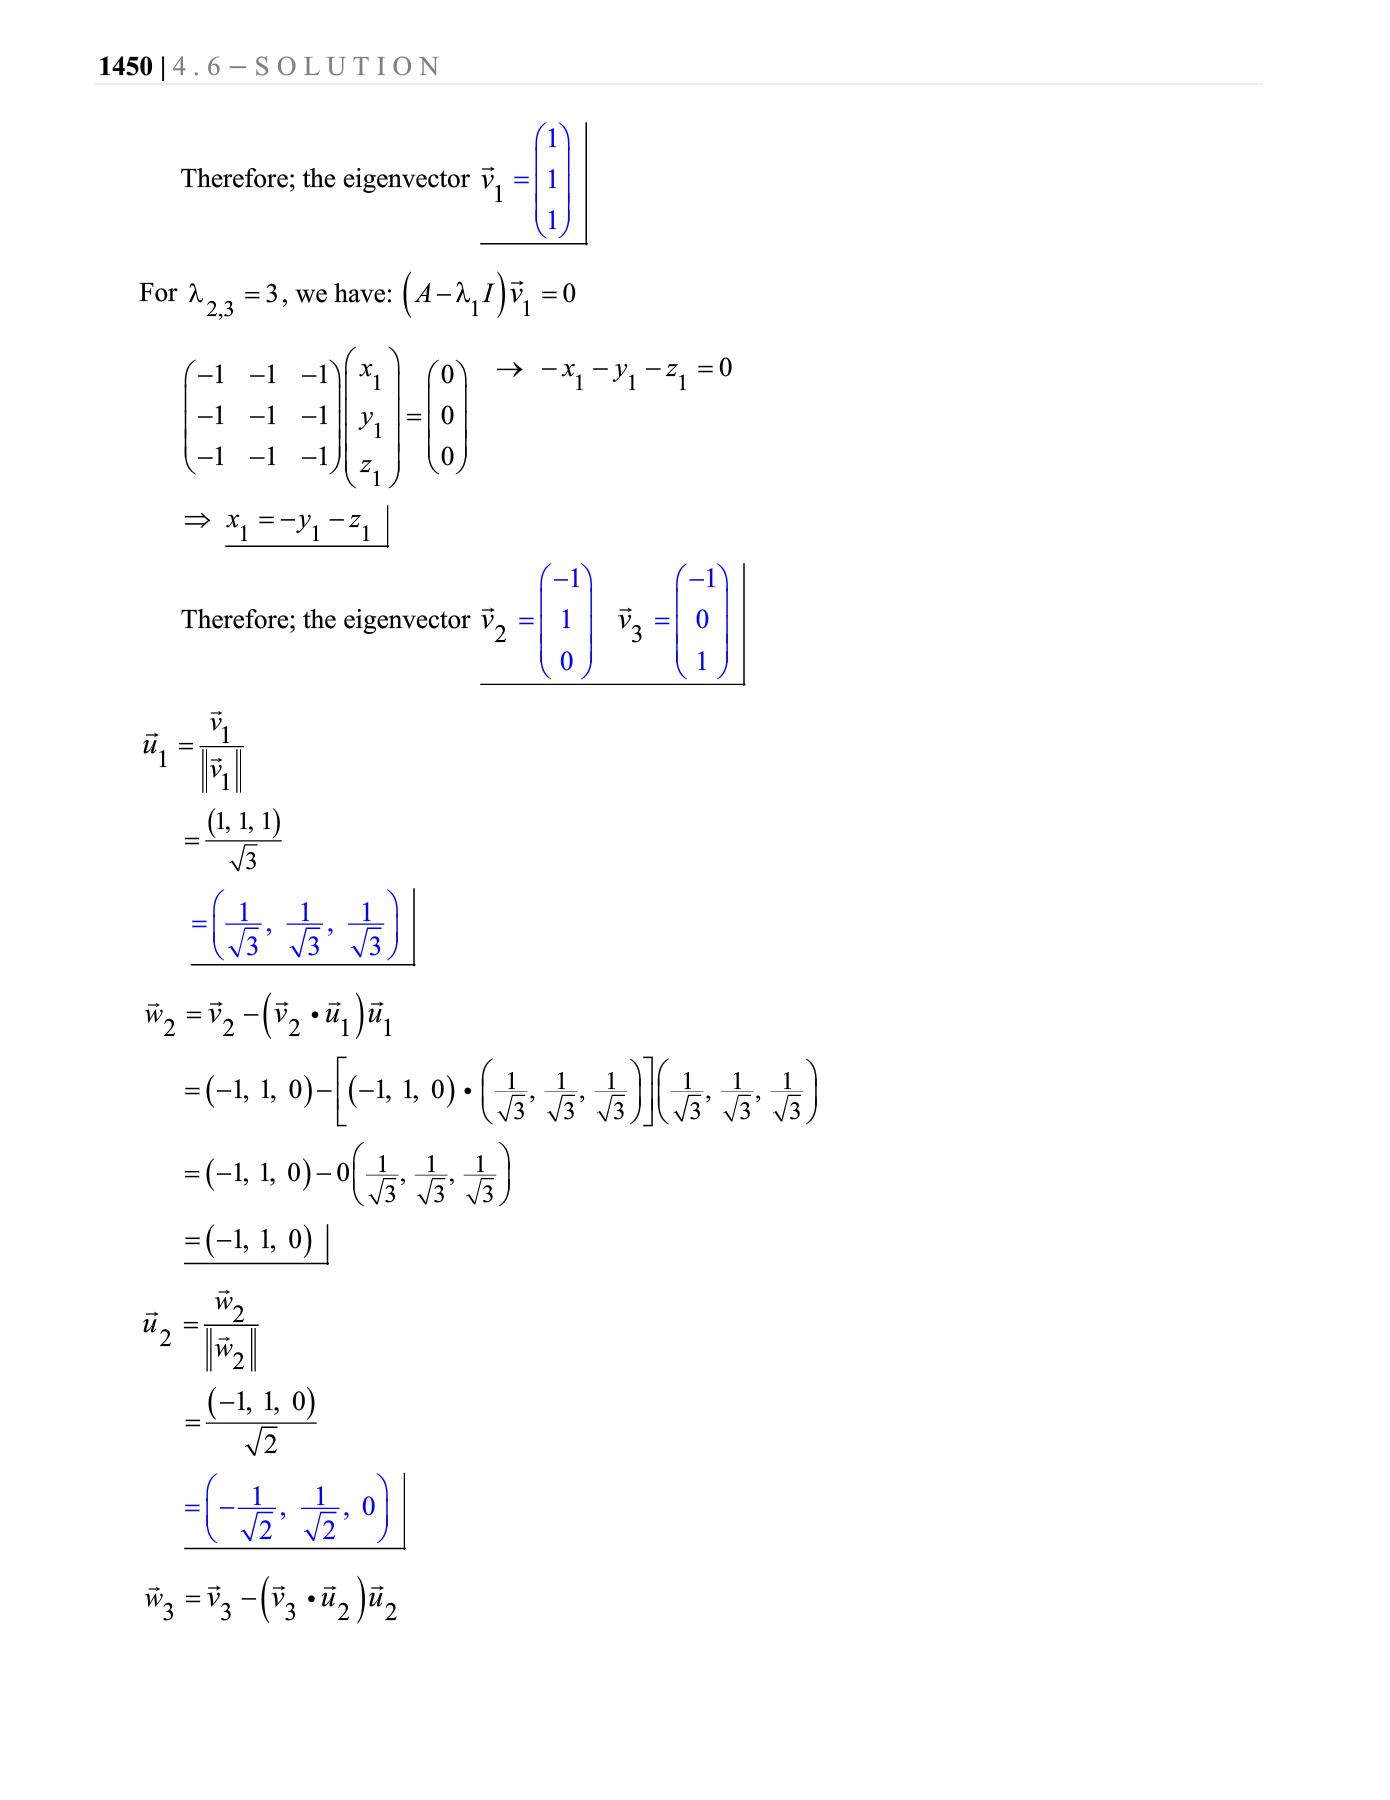 1450 | 4.6 – SOLUTION
Therefore; the eigenvector $\vec{v}_1 = \begin{pmatrix} 1 \\ 1 \\ 1 \end{pmatrix}$
For $\lambda_{2,3} = 3$, we have: $(A - \lambda_1 I)\vec{v}_1 = 0$
$\begin{pmatrix} -1 & -1 & -1 \\ -1 & -1 & -1 \\ -1 & -1 & -1 \end{pmatrix} \begin{pmatrix} x_1 \\ y_1 \\ z_1 \end{pmatrix} = \begin{pmatrix} 0 \\ 0 \\ 0 \end{pmatrix} \rightarrow -x_1 - y_1 - z_1 = 0$
$\Rightarrow x_1 = -y_1 - z_1$
Therefore; the eigenvector $\vec{v}_2 = \begin{pmatrix} -1 \\ 1 \\ 0 \end{pmatrix} \quad \vec{v}_3 = \begin{pmatrix} -1 \\ 0 \\ 1 \end{pmatrix}$
$\vec{u}_1 = \frac{\vec{v}_1}{\|\vec{v}_1\|}$
$= \frac{(1, 1, 1)}{\sqrt{3}}$
$= \left( \frac{1}{\sqrt{3}}, \frac{1}{\sqrt{3}}, \frac{1}{\sqrt{3}} \right)$
$\vec{w}_2 = \vec{v}_2 - (\vec{v}_2 \bullet \vec{u}_1)\vec{u}_1$
$= (-1, 1, 0) - \left[ (-1, 1, 0) \bullet \left( \frac{1}{\sqrt{3}}, \frac{1}{\sqrt{3}}, \frac{1}{\sqrt{3}} \right) \right] \left( \frac{1}{\sqrt{3}}, \frac{1}{\sqrt{3}}, \frac{1}{\sqrt{3}} \right)$
$= (-1, 1, 0) - 0 \left( \frac{1}{\sqrt{3}}, \frac{1}{\sqrt{3}}, \frac{1}{\sqrt{3}} \right)$
$= (-1, 1, 0)$
$\vec{u}_2 = \frac{\vec{w}_2}{\|\vec{w}_2\|}$
$= \frac{(-1, 1, 0)}{\sqrt{2}}$
$= \left( -\frac{1}{\sqrt{2}}, \frac{1}{\sqrt{2}}, 0 \right)$
$\vec{w}_3 = \vec{v}_3 - (\vec{v}_3 \bullet \vec{u}_2)\vec{u}_2$